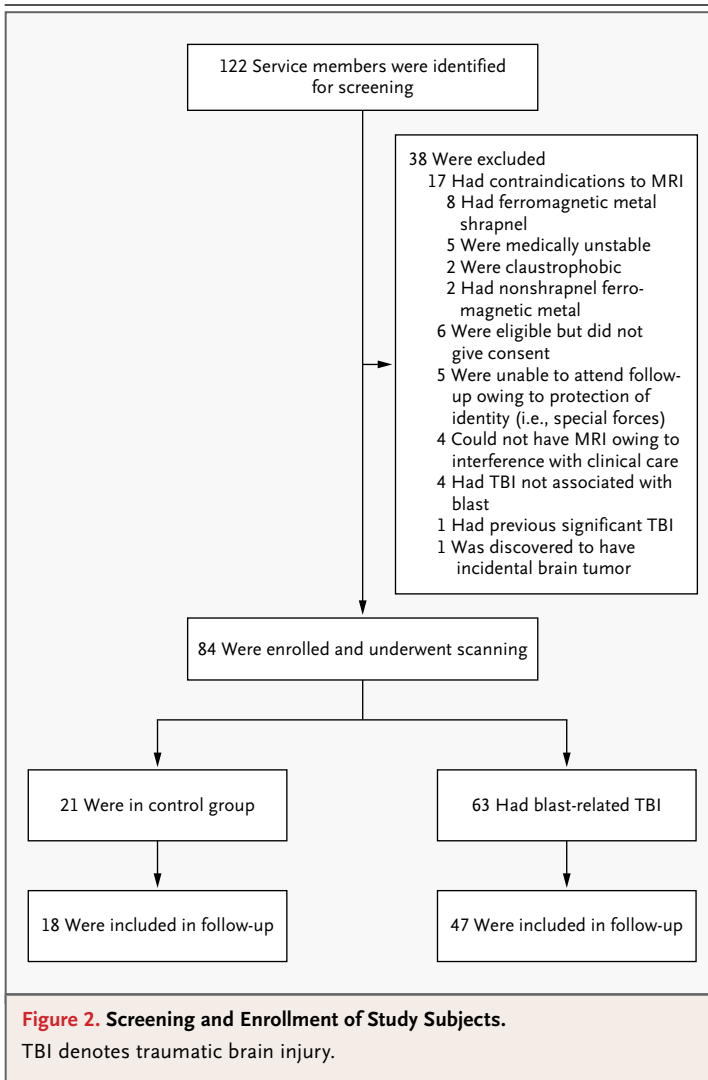 122 Service members were identified
for screening
38 Were excluded
17 Had contraindications to MRI
8 Had ferromagnetic metal
shrapnel
5 Were medically unstable
2 Were claustrophobic
2 Had nonshrapnel ferro-
magnetic metal
6 Were eligible but did not
give consent
5 Were unable to attend follow-
up owing to protection of
identity (i.e., special forces)
4 Could not have MRI owing to
interference with clinical care
4 Had TBI not associated with
blast
1 Had previous significant TBI
1 Was discovered to have
incidental brain tumor
84 Were enrolled and underwent scanning
21 Were in control group
63 Had blast-related TBI
18 Were included in follow-up
47 Were included in follow-up
Figure 2. Screening and Enrollment of Study Subjects.
TBI denotes traumatic brain injury.